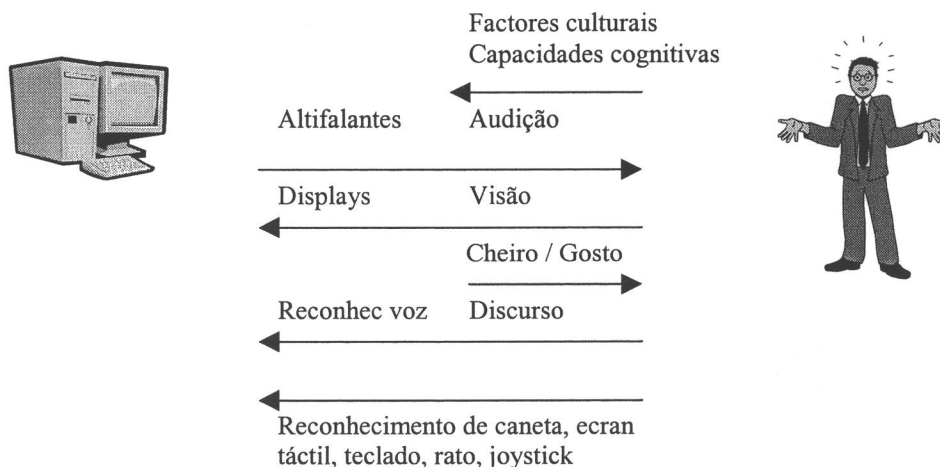 Factores culturais
Capacidades cognitivas
Altifalantes Audição
Displays Visão
Cheiro / Gosto
Reconhec voz Discurso
Reconhecimento de caneta, ecran
táctil, teclado, rato, joystick